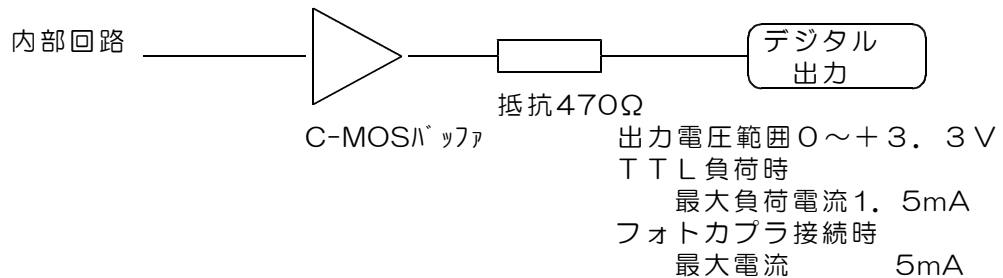 内部回路
デジタル
出力
抵抗470Ω
C-MOSﾊﾞｯﾌｧ
出力電圧範囲０～＋３．３Ｖ
ＴＴＬ負荷時
最大負荷電流1．5mA
フォトカプラ接続時
最大電流 5mA